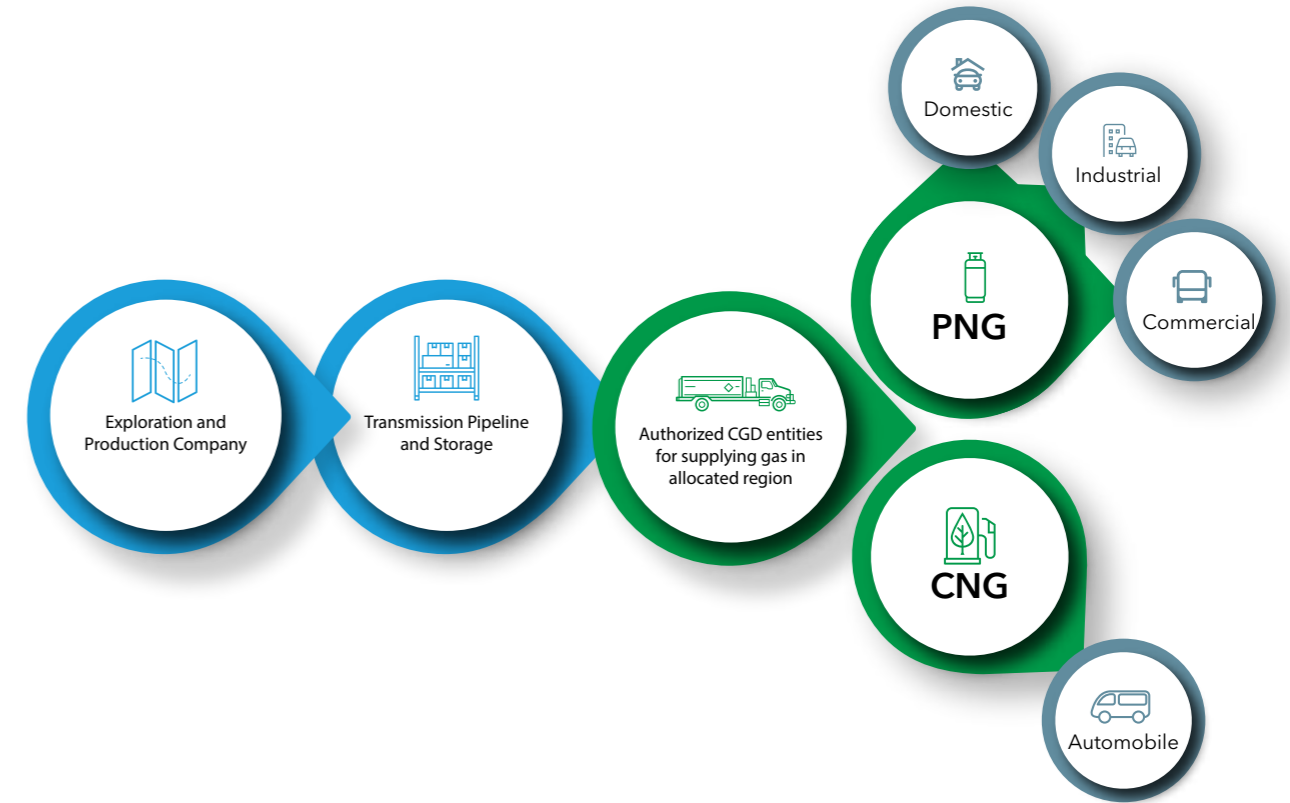 Exploration and
Production Company
Transmission Pipeline
and Storage
Authorized CGD entities
for supplying gas in
allocated region
PNG
Domestic
Industrial
Commercial
CNG
Automobile